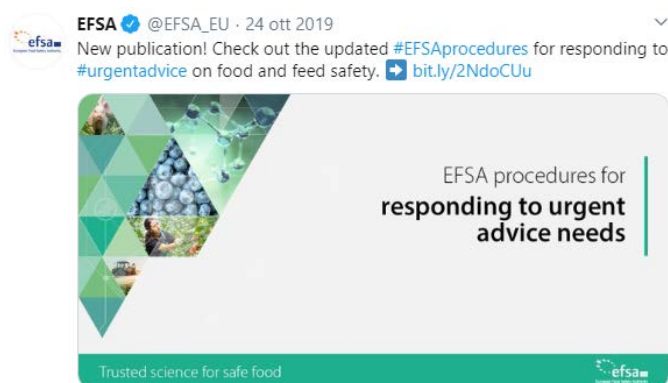 EFSA @EFSA_EU · 24 ott 2019
efsa
New publication! Check out the updated #EFSAprocedures for responding to
#urgentadvice on food and feed safety. bit.ly/2NdoCUu
EFSA procedures for
responding to urgent
advice needs
Trusted science for safe food
efsa